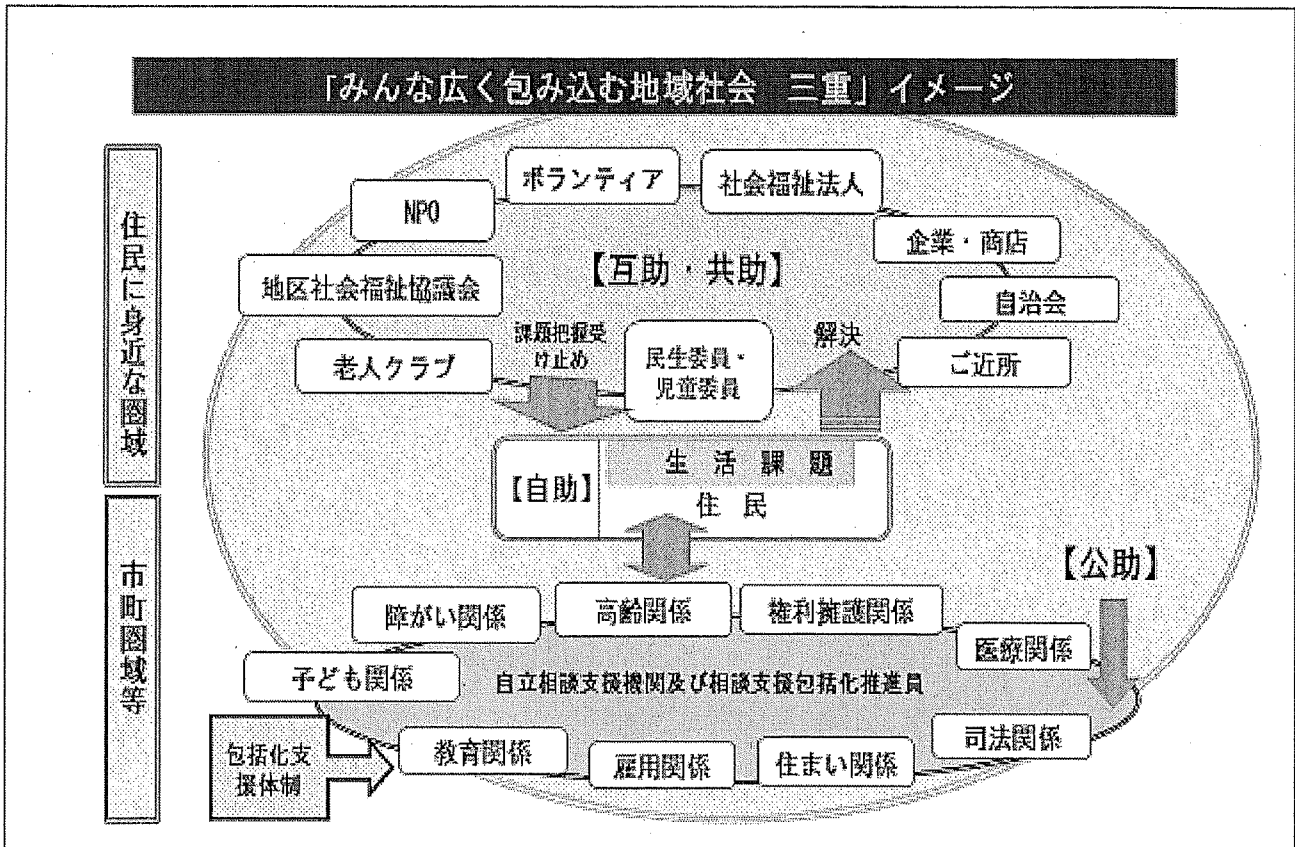 「みんな広く包み込む地域社会 三重」イメージ
住民に身近な圏域
ボランティア
社会福祉法人
NPO
企業・商店
【互助・共助】
地区社会福祉協議会
自治会
課題把握受
け止め
解決
老人クラブ
民生委員・
児童委員
ご近所
生活課題
【自助】
住民
市町圏域等
【公助】
障がい関係
高齢関係
権利擁護関係
医療関係
子ども関係
自立相談支援機関及び相談支援包括化推進員
包括化支
援体制
教育関係
雇用関係
住まい関係
司法関係